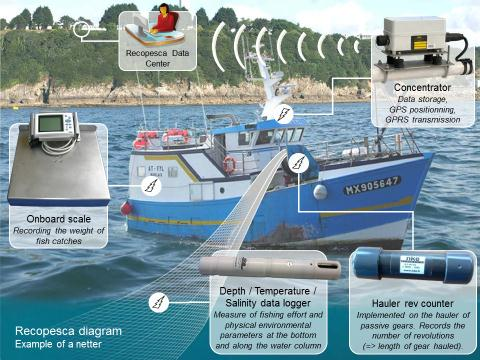 Recopesca Data
Center
Concentrator
Data storage,
GPS positionning,
GPRS transmission
Onboard scale
Recording the weight of
fish catches
MX905647
Depth / Temperature /
Salinity data logger
Measure of fishing effort and
physical environmental
parameters at the bottom
and along the water column
Hauler rev counter
Implemented on the hauler of
passive gears. Records the
number of revolutions
(=> length of gear hauled).
Recopesca diagram
Example of a netter